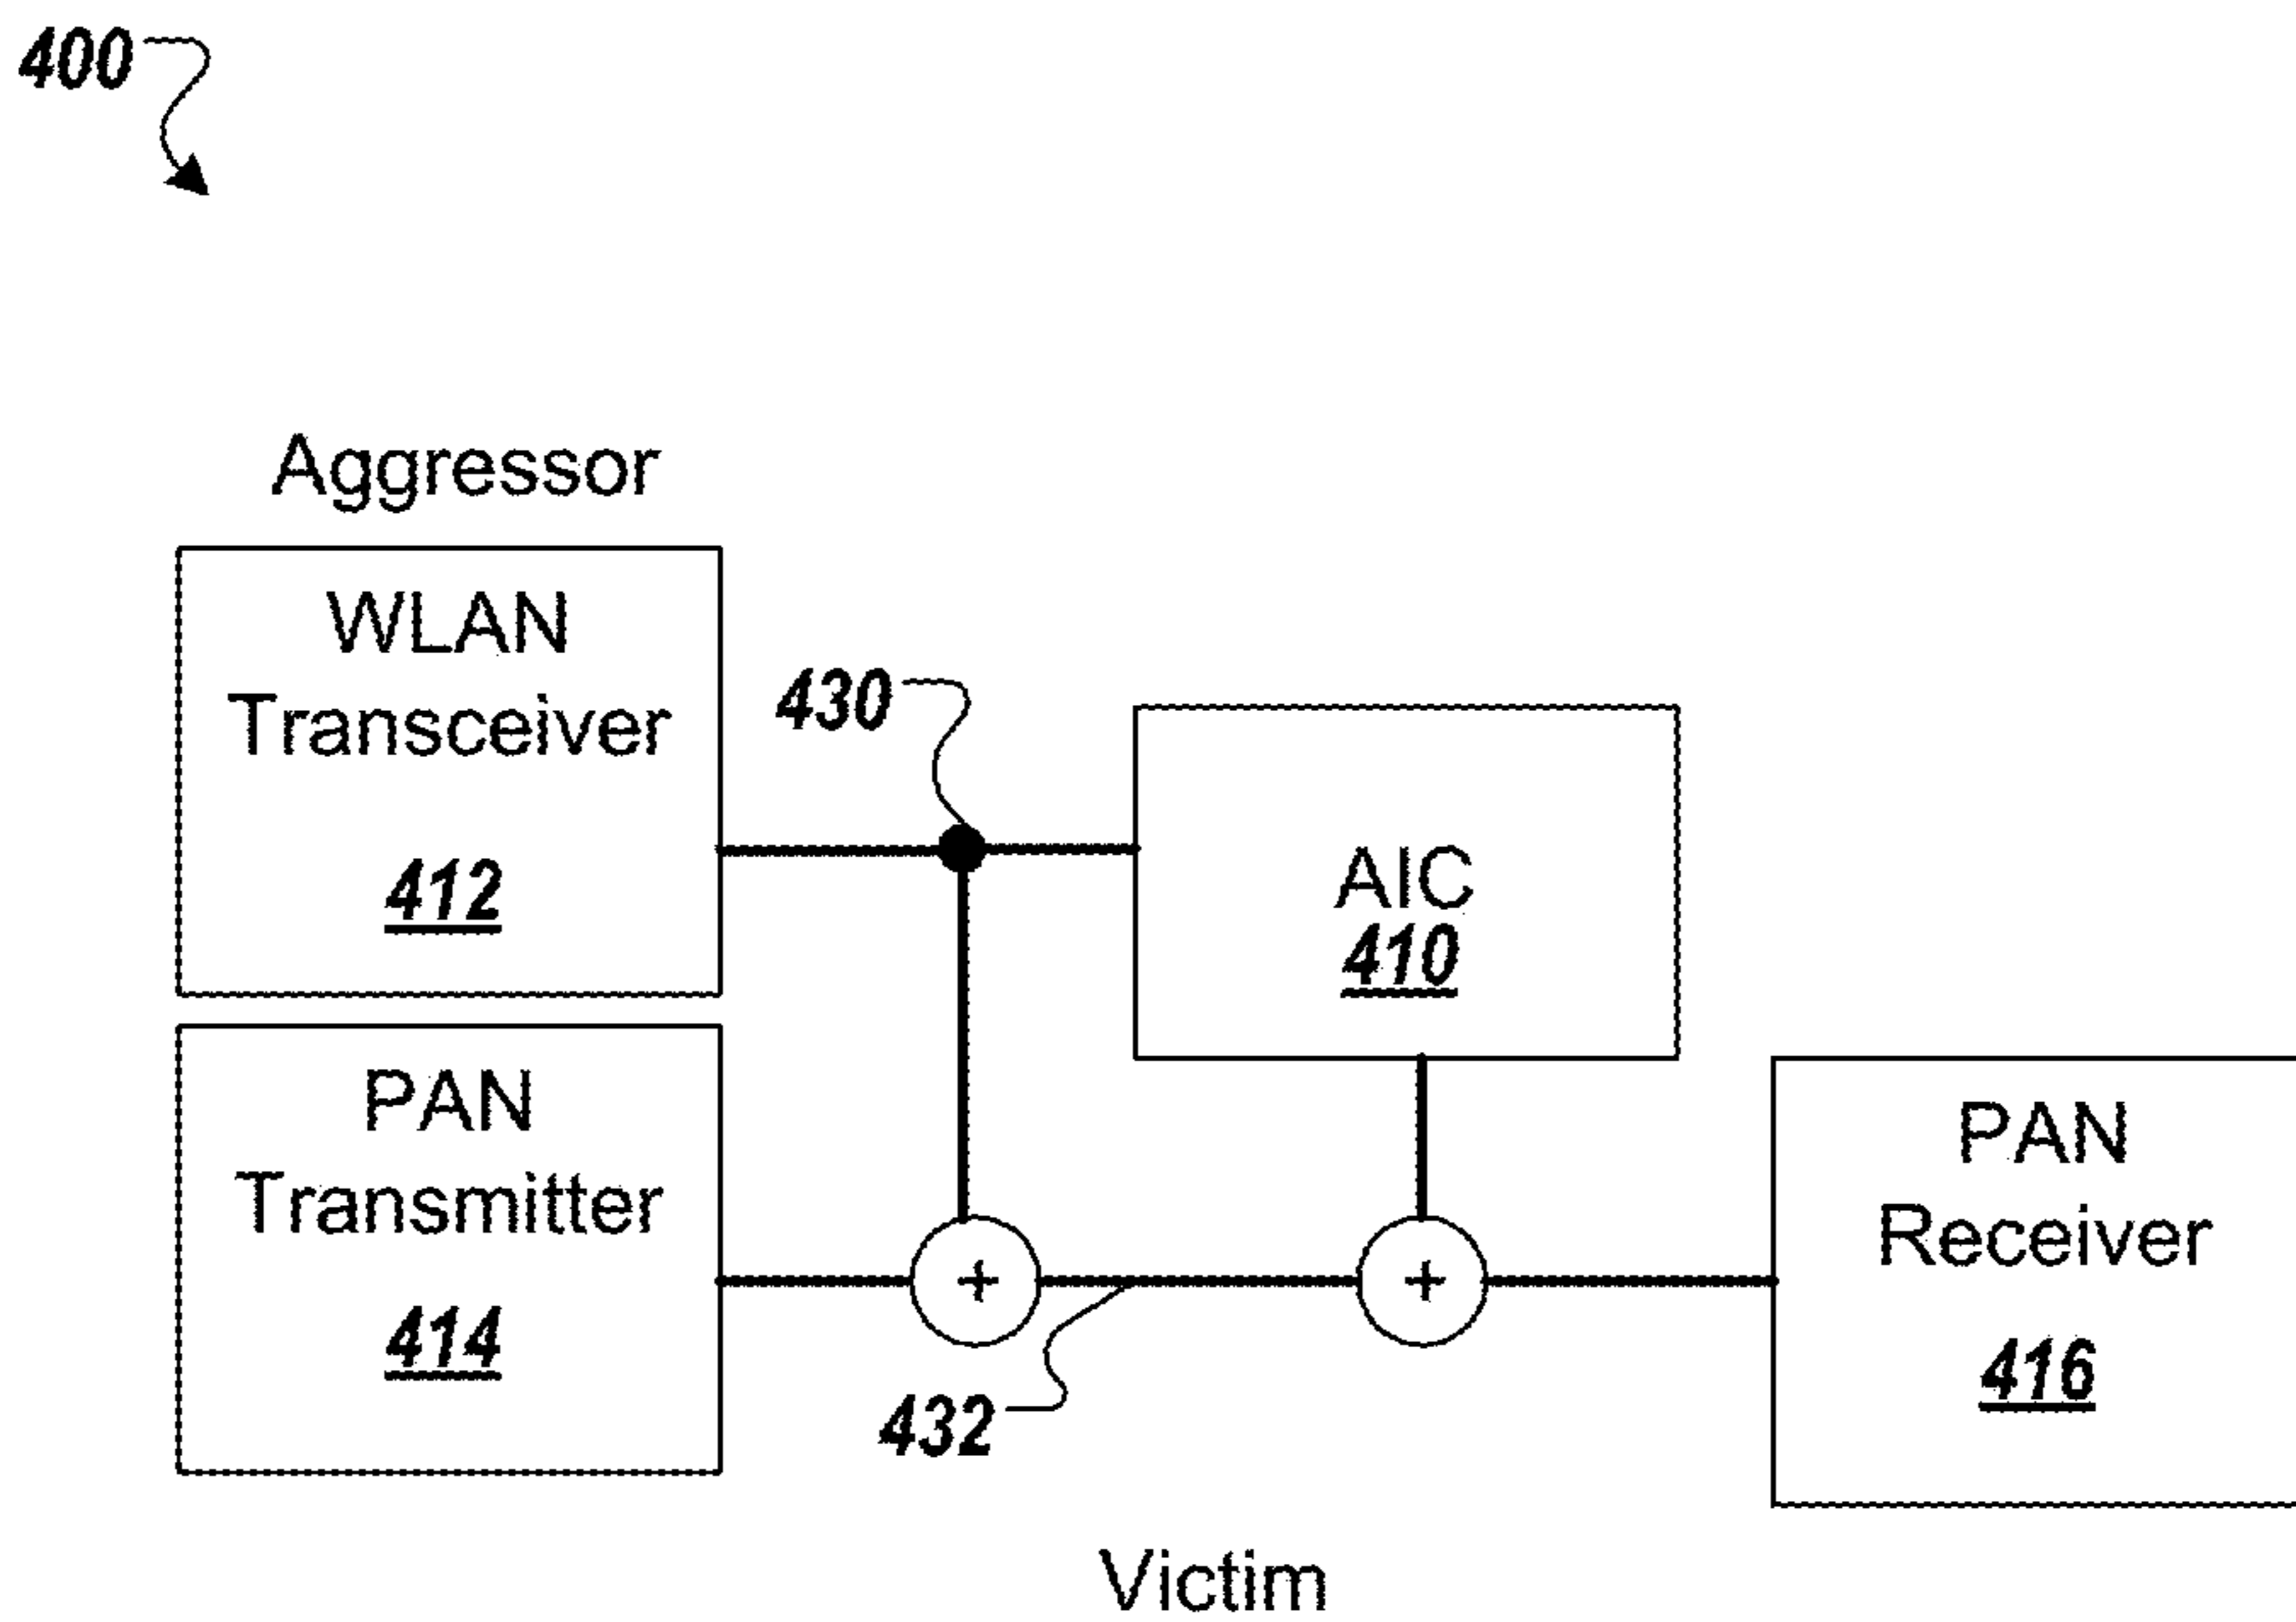 400
Aggressor
WLAN
Transceiver
412
430
AIC
410
PAN
Transmitter
414
+
+
432
PAN
Receiver
416
Victim